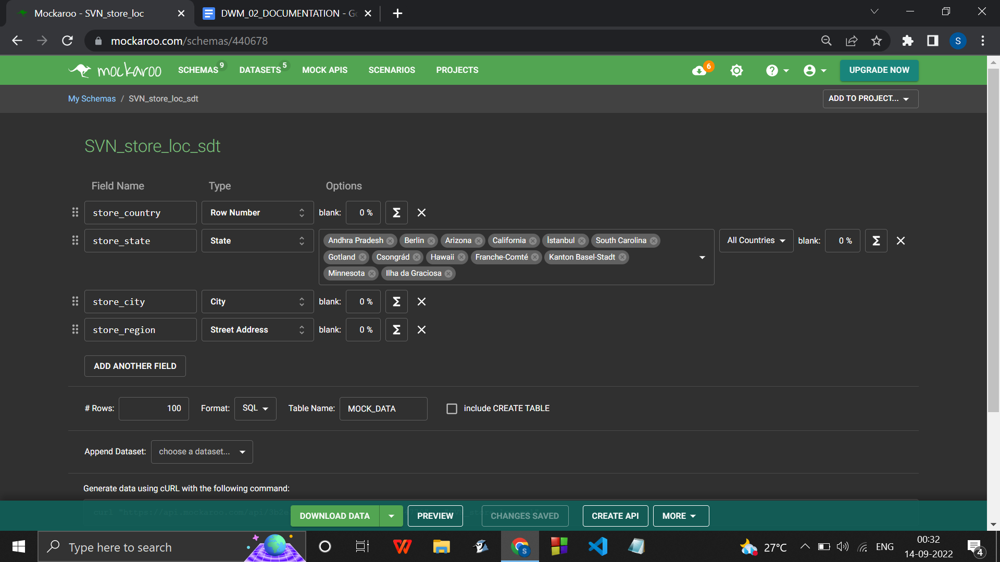 Mockaroo - SVN_store_loc
DWM_02_DOCUMENTATION - Go
mockaroo.com/schemas/440678
S
mockaroo
SCHEMAS 9
DATASETS 5
MOCK APIS
SCENARIOS
PROJECTS
6
UPGRADE NOW
My Schemas / SVN_store_loc_sdt
ADD TO PROJECT...
SVN_store_loc_sdt
Field Name Type Options
store_country Row Number blank: 0 % Σ
store_state State Andhra Pradesh Berlin Arizona California İstanbul South Carolina All Countries blank: 0 % Σ
Gotland Csongrád Hawaii Franche-Comté Kanton Basel-Stadt
Minnesota Ilha da Graciosa
store_city City blank: 0 % Σ
store_region Street Address blank: 0 % Σ
ADD ANOTHER FIELD
# Rows: 100 Format: SQL Table Name: MOCK_DATA include CREATE TABLE
Append Dataset: choose a dataset...
Generate data using cURL with the following command:
curl "https://api.mockaroo.com/api/3b2e
DOWNLOAD DATA PREVIEW CHANGES SAVED CREATE API MORE
Type here to search
S
27°C
ENG
00:32
14-09-2022
4